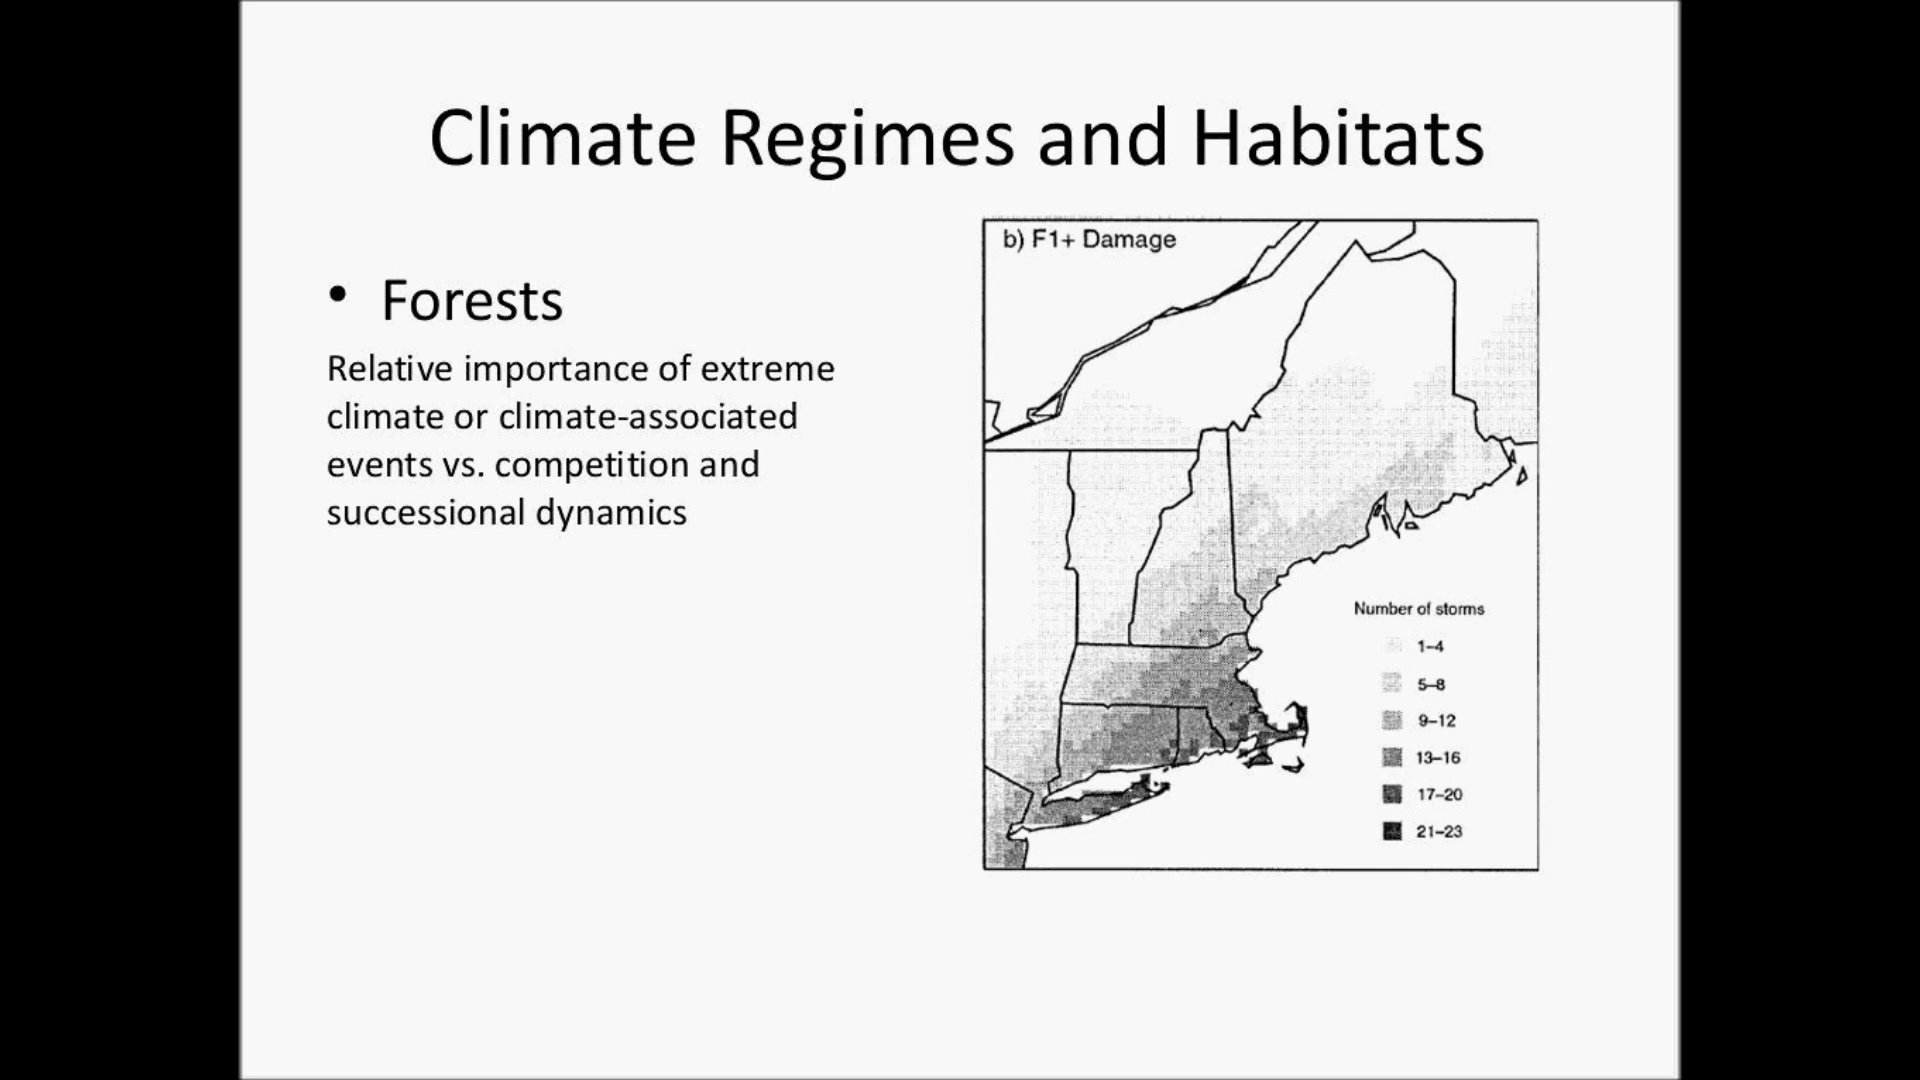 Climate Regimes and Habitats
• Forests
Relative importance of extreme
climate or climate-associated
events vs. competition and
successional dynamics
b) F1+ Damage
Number of storms
1–4
5–8
9–12
13–16
17–20
21–23